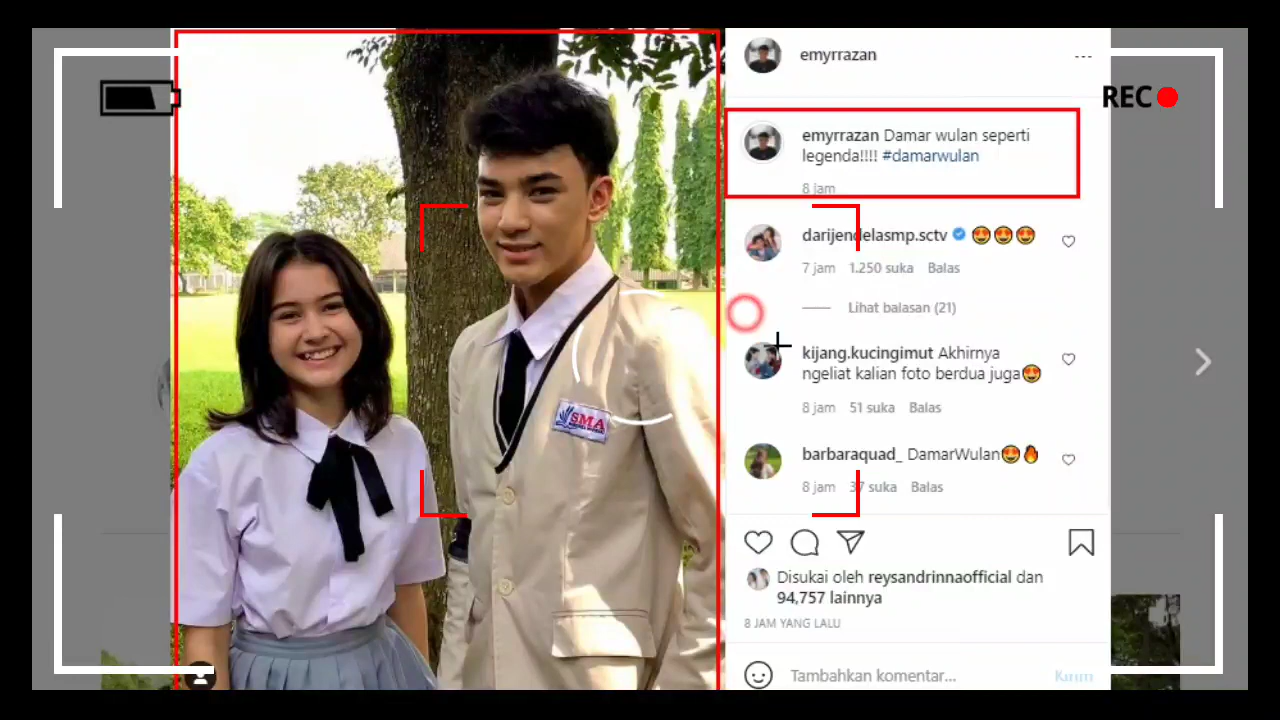 REC
emyrrazan
emyrrazan Damar wulan seperti
legenda!!!! #damarwulan
8 jam
darijendelasmp.sctv 😍😍😍
7 jam 1.250 suka Balas
Lihat balasan (21)
kijang.kucingimut Akhirnya
ngeliat kalian foto berdua juga😍
8 jam 51 suka Balas
barbaraquad_ DamarWulan😍🔥
8 jam 37 suka Balas
Disukai oleh reysandrinnaofficial dan
94,757 lainnya
8 JAM YANG LALU
Tambahkan komentar...
Kirim
SMA